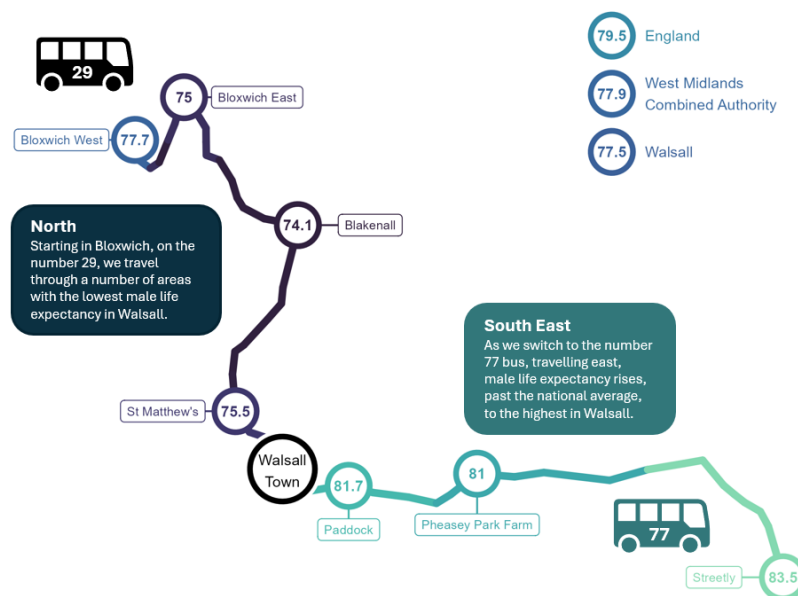 29
75
Bloxwich East
Bloxwich West
77.7
79.5
England
77.9
West Midlands
Combined Authority
77.5
Walsall
North
Starting in Bloxwich, on the
number 29, we travel
through a number of areas
with the lowest male life
expectancy in Walsall.
74.1
Blakenall
South East
As we switch to the number
77 bus, travelling east,
male life expectancy rises,
past the national average,
to the highest in Walsall.
St Matthew's
75.5
Walsall
Town
81.7
Paddock
81
Pheasey Park Farm
77
Streetly
83.5